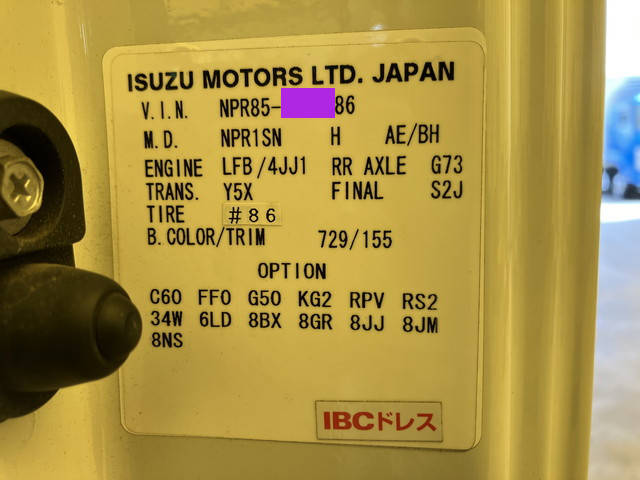 ISUZU MOTORS LTD. JAPAN
V.I.N. NPR85- 86
M.D. NPR1SN H AE/BH
ENGINE LFB/4JJ1 RR AXLE G73
TRANS. Y5X FINAL S2J
TIRE #86
B.COLOR/TRIM 729/155
OPTION
C60 FF0 G50 KG2 RPV RS2
34W 6LD 8BX 8GR 8JJ 8JM
8NS
IBCドレス